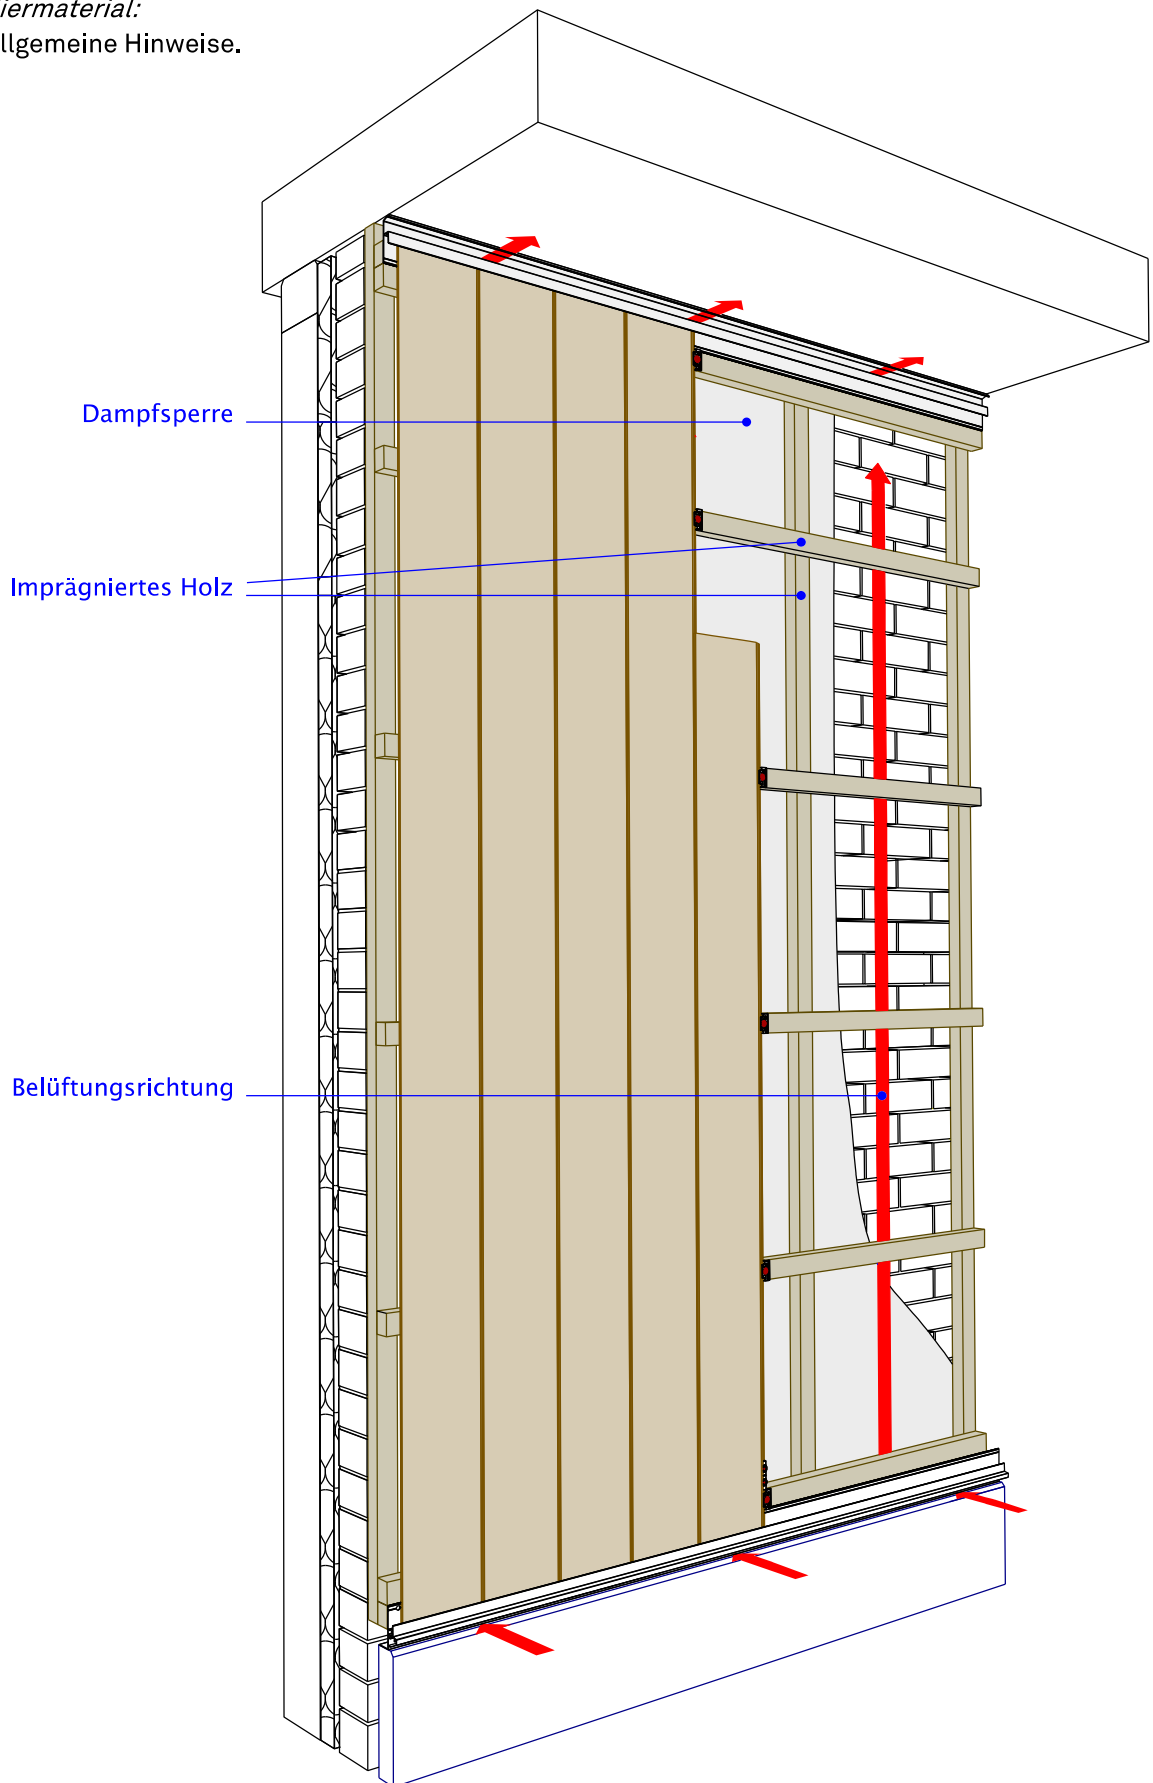 iermaterial:
llgemeine Hinweise.
Dampfsperre
Imprägniertes Holz
Belüftungsrichtung